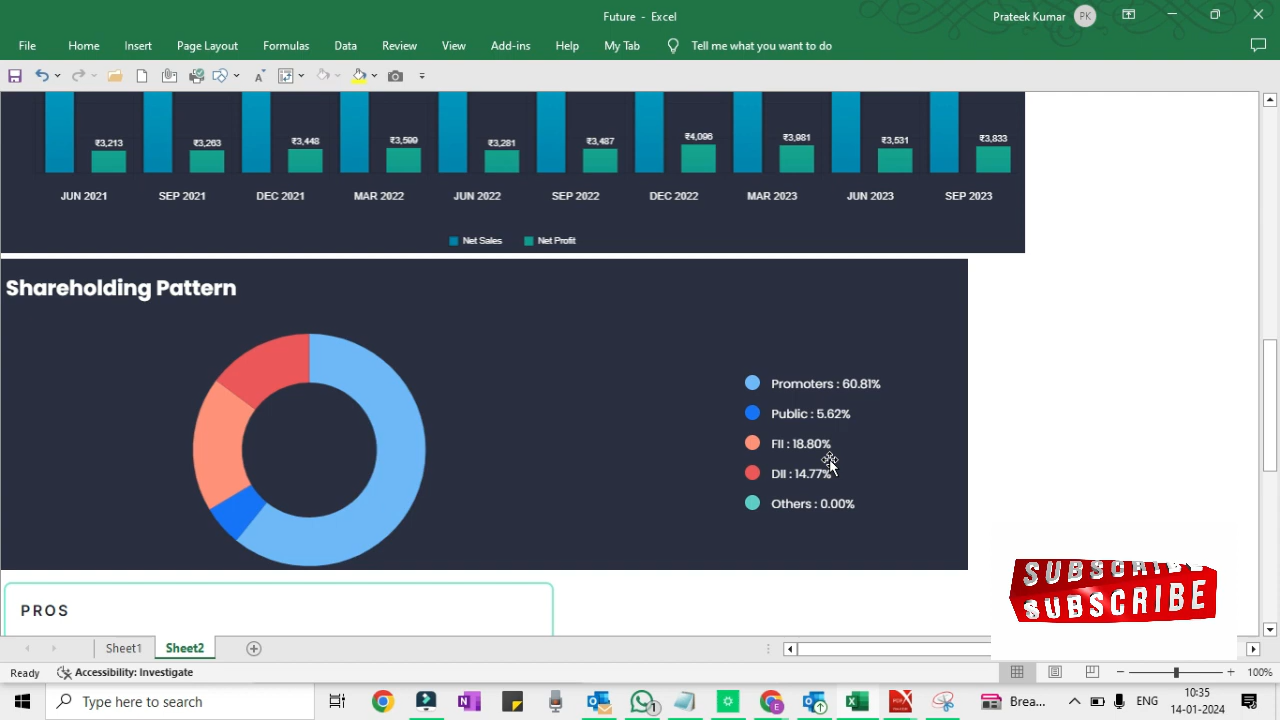 Future - Excel
Prateek Kumar PK
File Home Insert Page Layout Formulas Data Review View Add-ins Help My Tab Tell me what you want to do
₹3,213 ₹3,263 ₹3,448 ₹3,599 ₹3,281 ₹3,487 ₹4,096 ₹3,981 ₹3,531 ₹3,833
JUN 2021 SEP 2021 DEC 2021 MAR 2022 JUN 2022 SEP 2022 DEC 2022 MAR 2023 JUN 2023 SEP 2023
Net Sales Net Profit
Shareholding Pattern
Promoters : 60.81%
Public : 5.62%
FII : 18.80%
DII : 14.77%
Others : 0.00%
PROS
SUBSCRIBE
SUBSCRIBE
Sheet1 Sheet2
Ready Accessibility: Investigate 100%
Type here to search
1
Brea...
ENG
10:35
14-01-2024